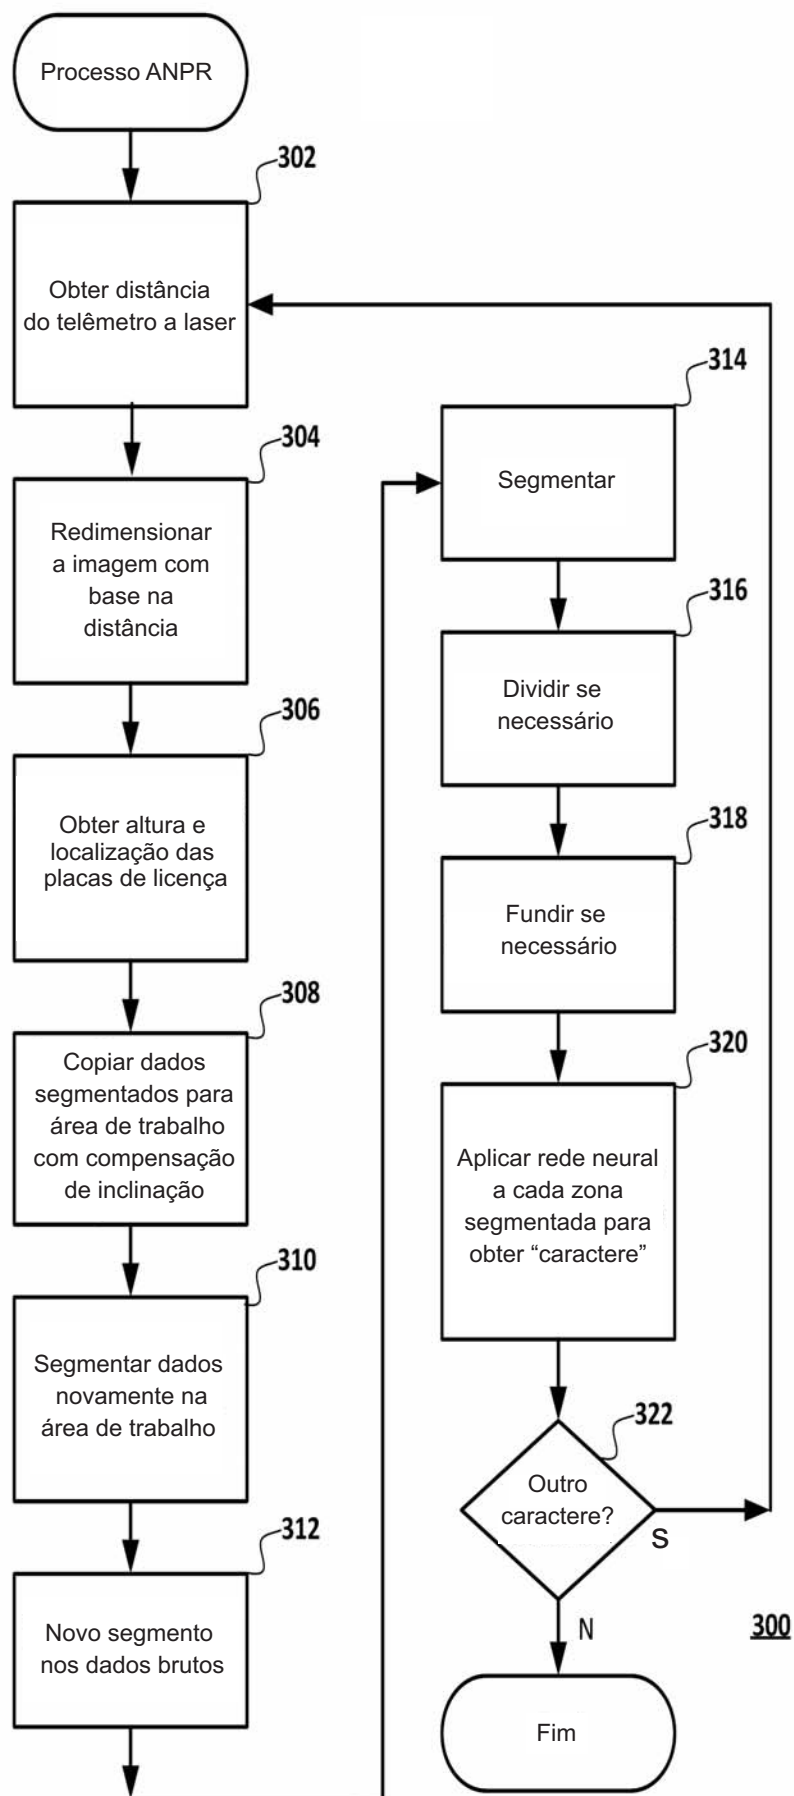 Processo ANPR
302
Obter distância
do telêmetro a laser
304
Redimensionar
a imagem com
base na
distância
306
Obter altura e
localização das
placas de licença
308
Copiar dados
segmentados para
área de trabalho
com compensação
de inclinação
310
Segmentar dados
novamente na
área de trabalho
312
Novo segmento
nos dados brutos
314
Segmentar
316
Dividir se
necessário
318
Fundir se
necessário
320
Aplicar rede neural
a cada zona
segmentada para
obter “caractere”
322
Outro
caractere?
S
N
300
Fim